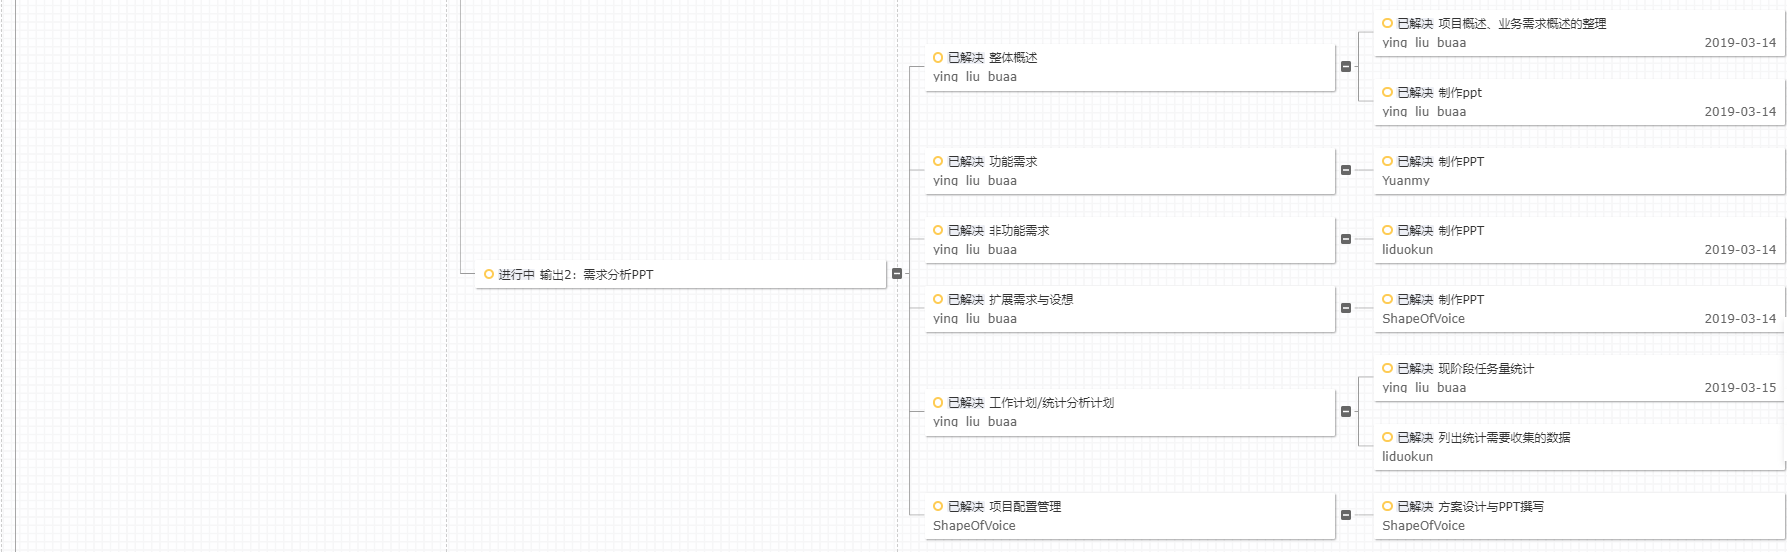 进行中 输出2：需求分析PPT
已解决 整体概述
ying_liu_buaa
已解决 项目概述、业务需求概述的整理
ying_liu_buaa 2019-03-14
已解决 制作ppt
ying_liu_buaa 2019-03-14
已解决 功能需求
ying_liu_buaa
已解决 制作PPT
Yuanmy
已解决 非功能需求
ying_liu_buaa
已解决 制作PPT
liduokun 2019-03-14
已解决 扩展需求与设想
ying_liu_buaa
已解决 制作PPT
ShapeOfVoice 2019-03-14
已解决 工作计划/统计分析计划
ying_liu_buaa
已解决 现阶段任务量统计
ying_liu_buaa 2019-03-15
已解决 列出统计需要收集的数据
liduokun
已解决 项目配置管理
ShapeOfVoice
已解决 方案设计与PPT撰写
ShapeOfVoice